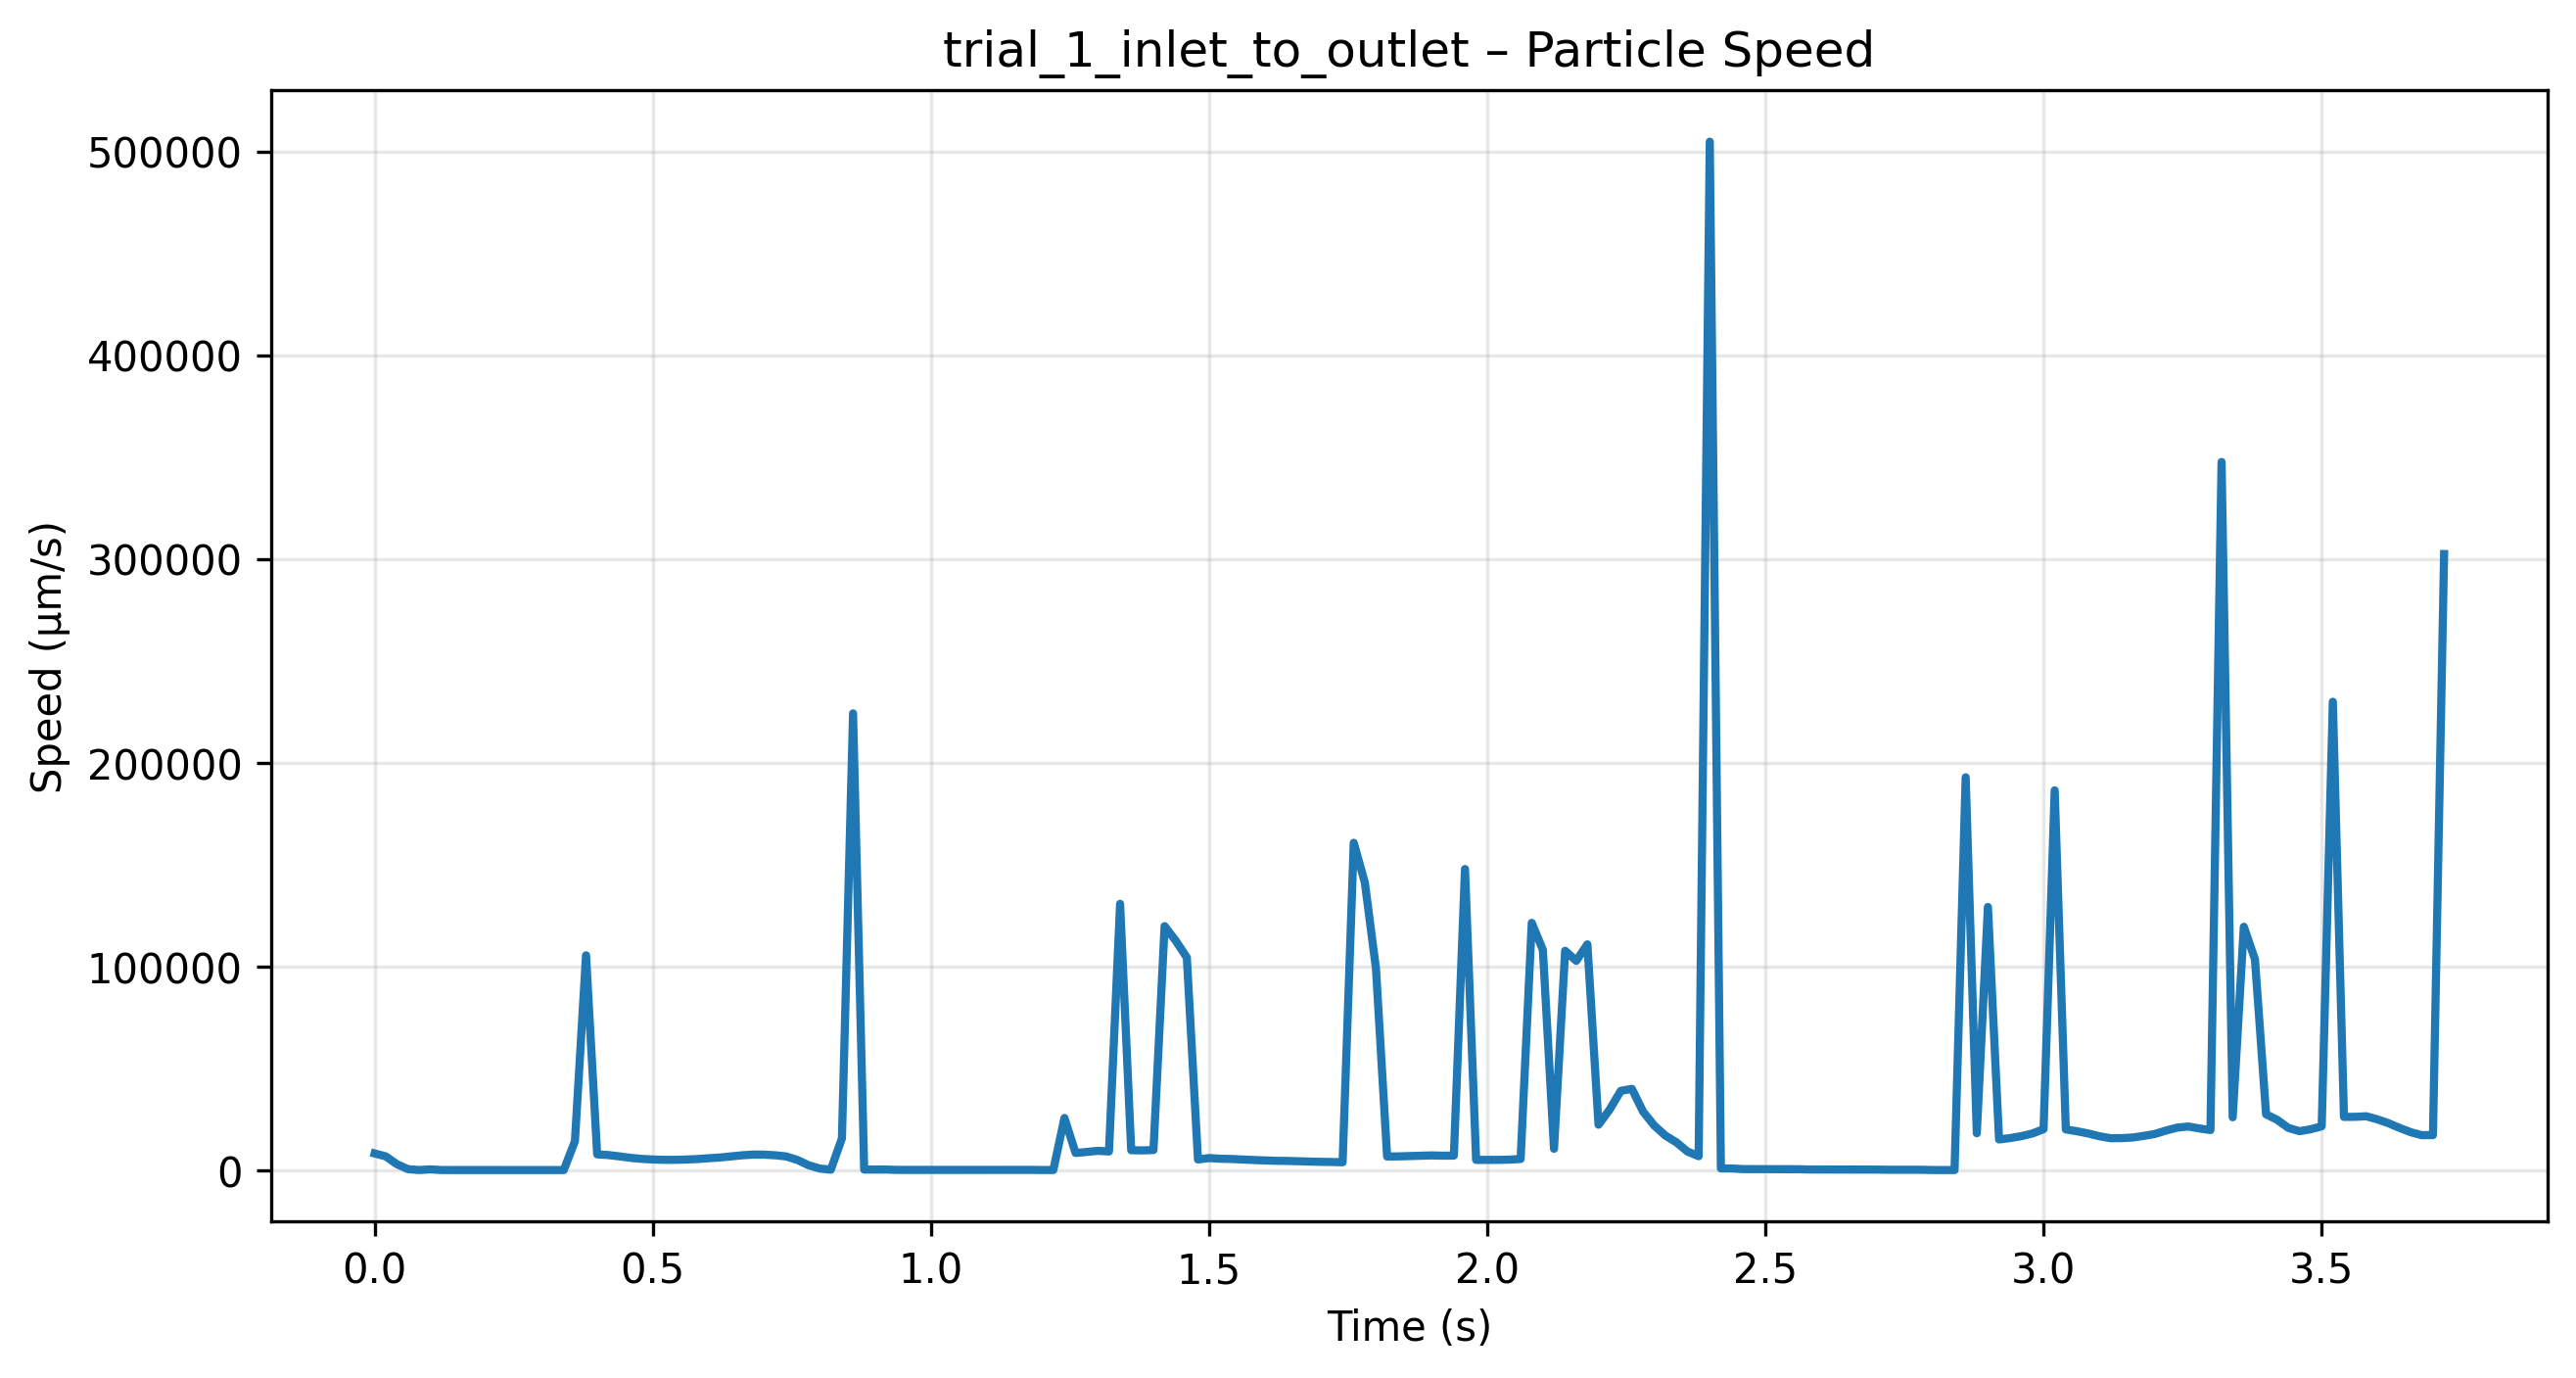 trial_1_inlet_to_outlet – Particle Speed
500000
400000
300000
200000
100000
0
Speed (µm/s)
0.0 0.5 1.0 1.5 2.0 2.5 3.0 3.5
Time (s)